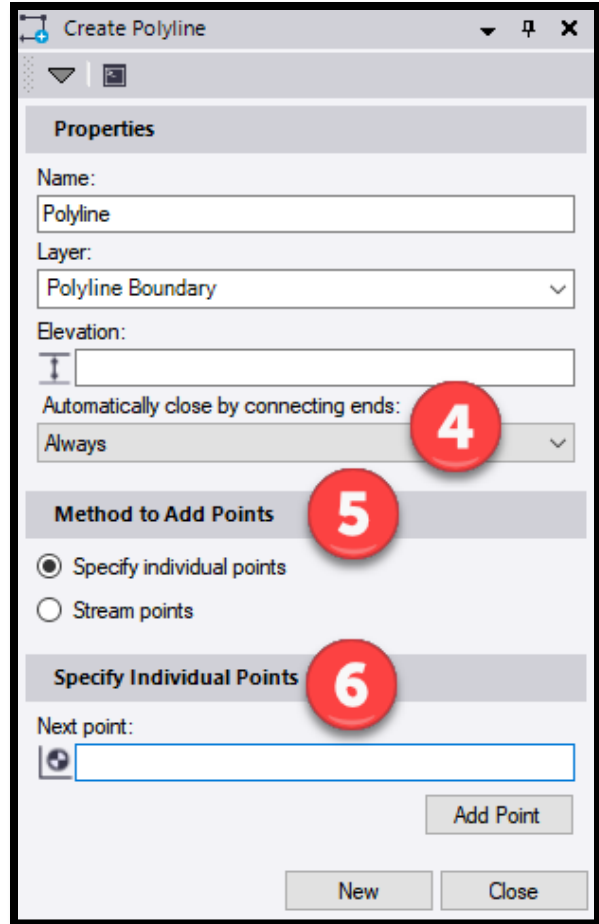 Create Polyline
Properties
Name:
Polyline
Layer:
Polyline Boundary
Elevation:
Automatically close by connecting ends:
4
Always
Method to Add Points
5
Specify individual points
Stream points
Specify Individual Points
6
Next point:
Add Point
New Close